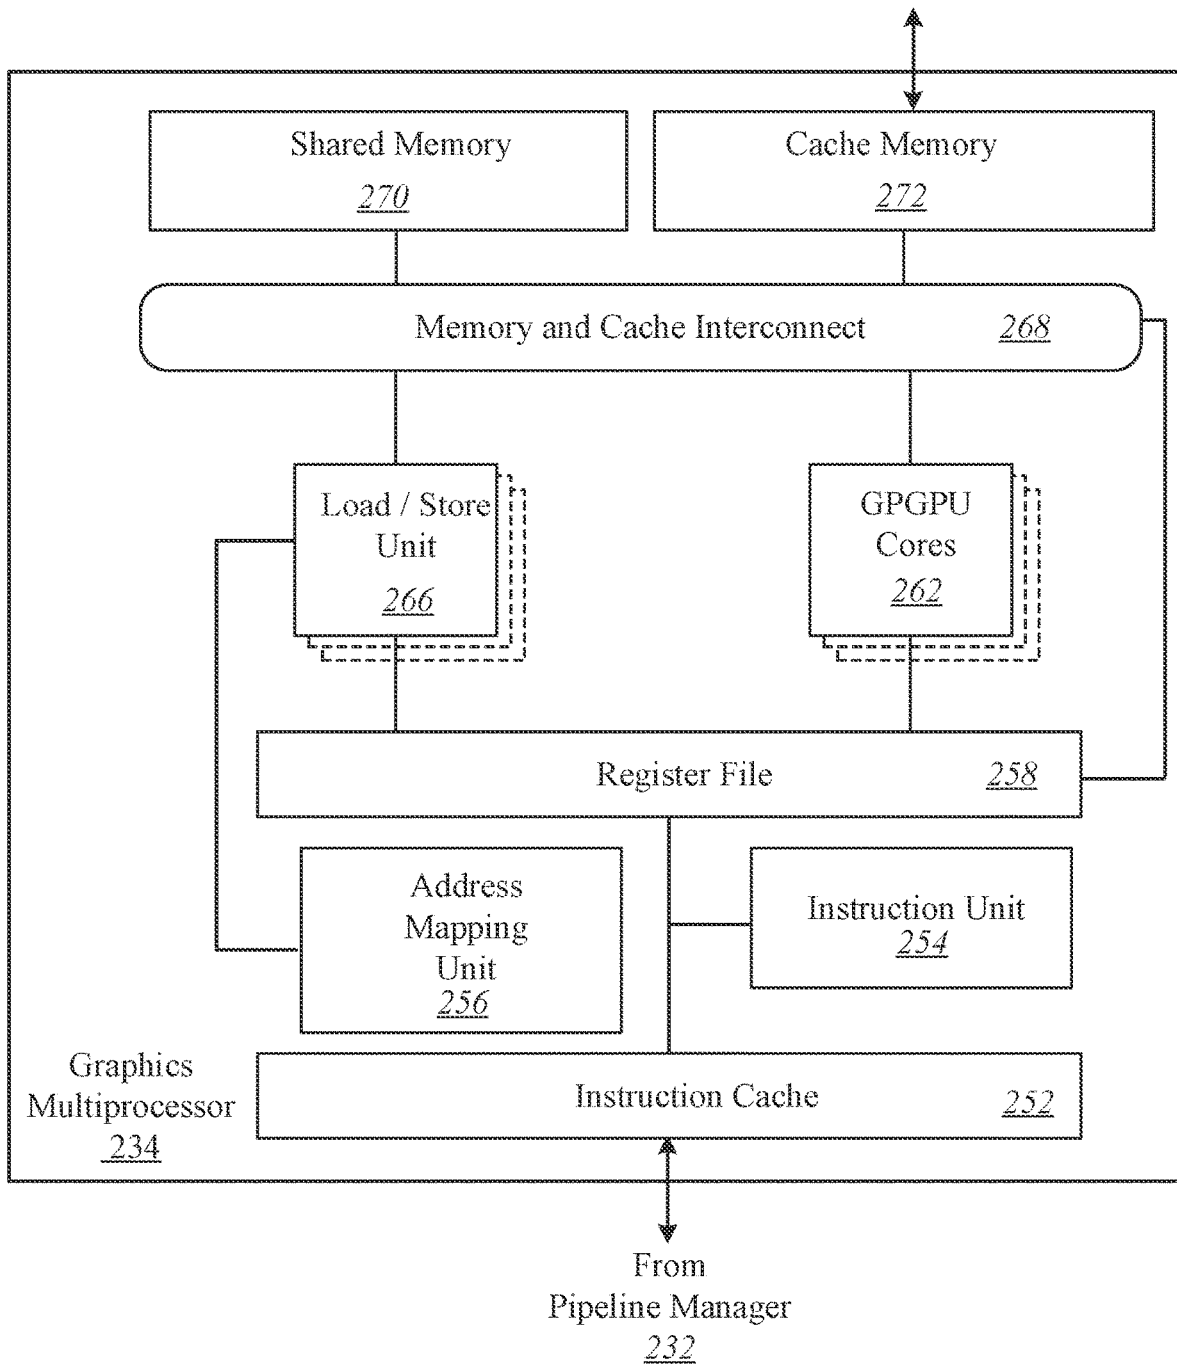 Shared Memory
270
Cache Memory
272
Memory and Cache Interconnect 268
Load / Store
Unit
266
GPGPU
Cores
262
Register File 258
Address
Mapping
Unit
256
Instruction Unit
254
Graphics
Multiprocessor
234
Instruction Cache 252
From
Pipeline Manager
232